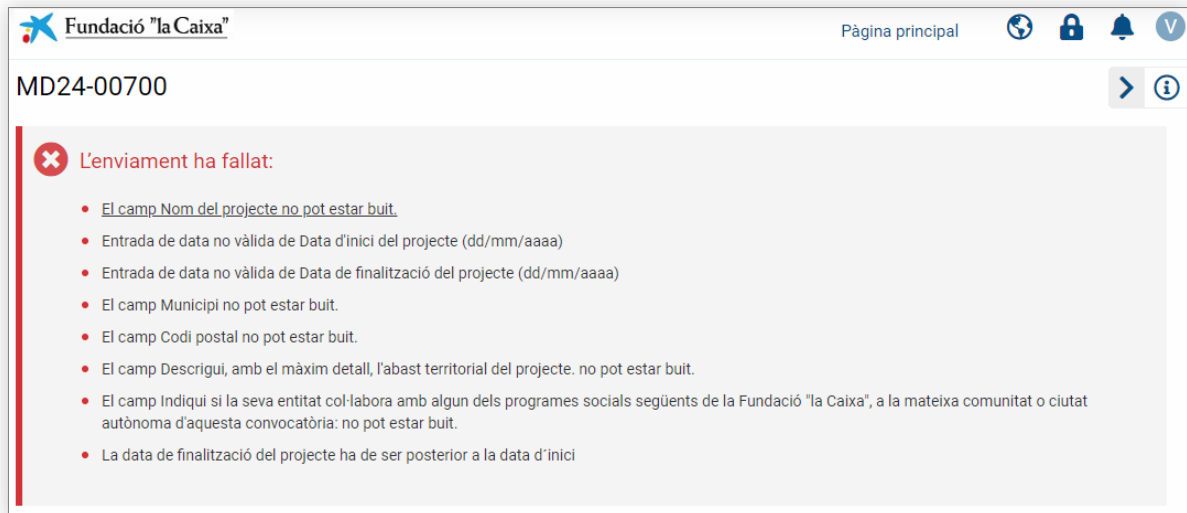 Fundació "la Caixa"
Pàgina principal
V
MD24-00700
L'enviament ha fallat:
El camp Nom del projecte no pot estar buit.
Entrada de data no vàlida de Data d'inici del projecte (dd/mm/aaaa)
Entrada de data no vàlida de Data de finalització del projecte (dd/mm/aaaa)
El camp Municipi no pot estar buit.
El camp Codi postal no pot estar buit.
El camp Descrigui, amb el màxim detall, l'abast territorial del projecte. no pot estar buit.
El camp Indiqui si la seva entitat col·labora amb algun dels programes socials següents de la Fundació "la Caixa", a la mateixa comunitat o ciutat
autònoma d'aquesta convocatòria: no pot estar buit.
La data de finalització del projecte ha de ser posterior a la data d´inici